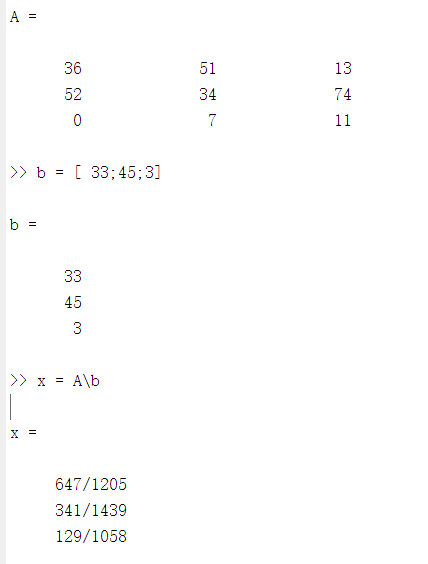 A =
36 51 13
52 34 74
0 7 11
>> b = [ 33;45;3]
b =
33
45
3
>> x = A\b
x =
647/1205
341/1439
129/1058